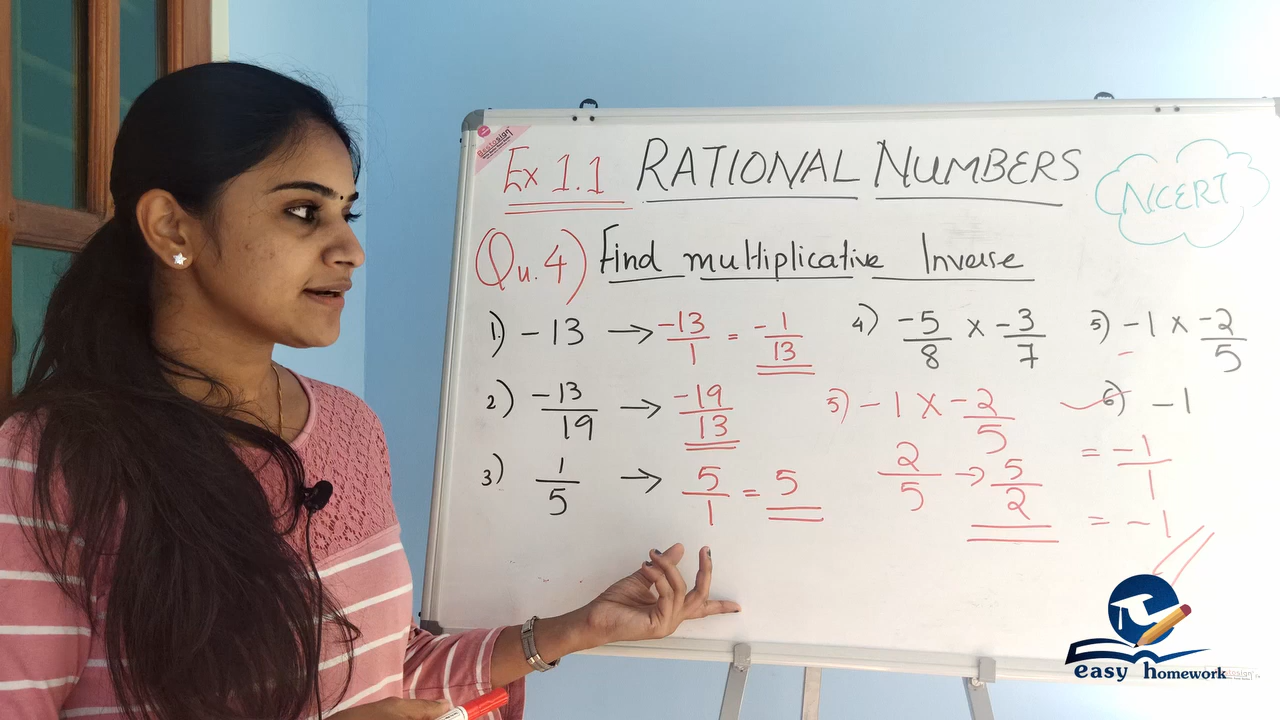 Bestosign
Ex 1.1 RATIONAL NUMBERS
NCERT
Qu. 4) Find multiplicative Inverse
1) -13 → -13/1 = -1/13
2) -13/19 → -19/13
3) 1/5 → 5/1 = 5
4) -5/8 x -3/7
5) -1 x -2/5
5) -1 x -2/5
2/5 → 5/2
6) -1
= -1/1
= -1
easy homework